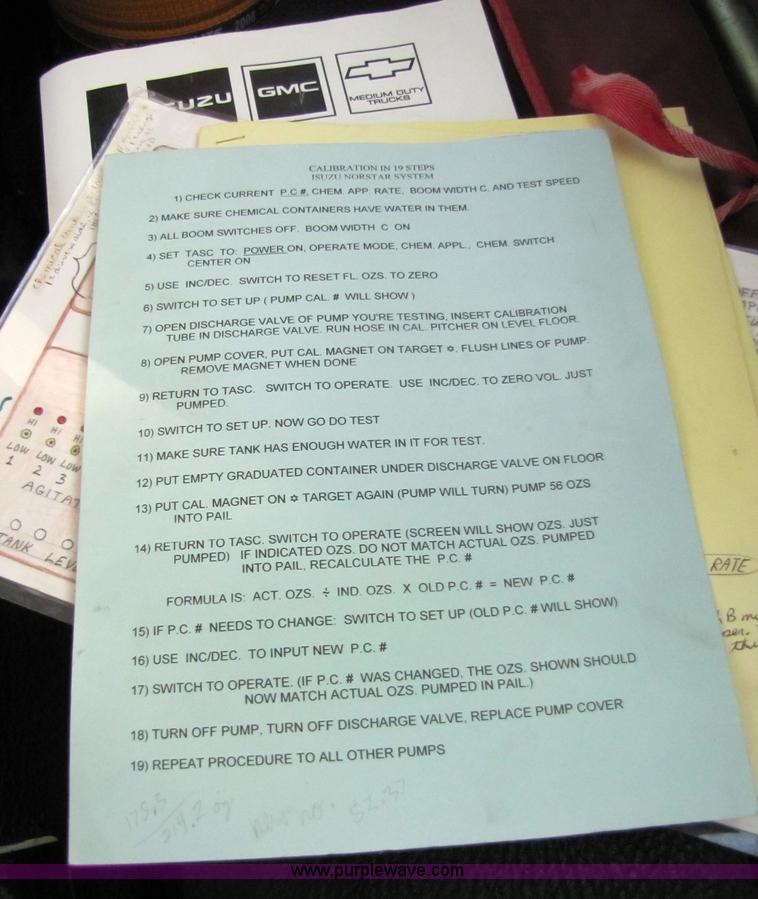 2008
ISUZU
GMC
MEDIUM DUTY
TRUCKS
CALIBRATION IN 19 STEPS
ISUZU NORSTAR SYSTEM
1) CHECK CURRENT P.C #, CHEM. APP. RATE, BOOM WIDTH C. AND TEST SPEED
2) MAKE SURE CHEMICAL CONTAINERS HAVE WATER IN THEM.
3) ALL BOOM SWITCHES OFF. BOOM WIDTH C ON
4) SET TASC TO: POWER ON, OPERATE MODE, CHEM. APPL., CHEM. SWITCH
CENTER ON
5) USE INC/DEC. SWITCH TO RESET FL. OZS. TO ZERO
6) SWITCH TO SET UP ( PUMP CAL. # WILL SHOW )
7) OPEN DISCHARGE VALVE OF PUMP YOU'RE TESTING, INSERT CALIBRATION
TUBE IN DISCHARGE VALVE. RUN HOSE IN CAL. PITCHER ON LEVEL FLOOR.
8) OPEN PUMP COVER, PUT CAL. MAGNET ON TARGET ✡. FLUSH LINES OF PUMP.
REMOVE MAGNET WHEN DONE
9) RETURN TO TASC. SWITCH TO OPERATE. USE INC/DEC. TO ZERO VOL. JUST
PUMPED.
10) SWITCH TO SET UP. NOW GO DO TEST
11) MAKE SURE TANK HAS ENOUGH WATER IN IT FOR TEST.
12) PUT EMPTY GRADUATED CONTAINER UNDER DISCHARGE VALVE ON FLOOR
13) PUT CAL. MAGNET ON ✡ TARGET AGAIN (PUMP WILL TURN) PUMP 56 OZS
INTO PAIL
14) RETURN TO TASC. SWITCH TO OPERATE (SCREEN WILL SHOW OZS. JUST
PUMPED) IF INDICATED OZS. DO NOT MATCH ACTUAL OZS. PUMPED
INTO PAIL, RECALCULATE THE P.C. #
FORMULA IS: ACT. OZS. ÷ IND. OZS. X OLD P.C. # = NEW P.C. #
15) IF P.C. # NEEDS TO CHANGE: SWITCH TO SET UP (OLD P.C. # WILL SHOW)
16) USE INC/DEC. TO INPUT NEW P.C. #
17) SWITCH TO OPERATE. (IF P.C. # WAS CHANGED, THE OZS. SHOWN SHOULD
NOW MATCH ACTUAL OZS. PUMPED IN PAIL.)
18) TURN OFF PUMP, TURN OFF DISCHARGE VALVE, REPLACE PUMP COVER
19) REPEAT PROCEDURE TO ALL OTHER PUMPS
175.5
214.2 oz
new no. 51.37
HI HI HI
LOW LOW LOW
1 2 3
AGITAT
TANK LEVE
RATE
www.purplewave.com